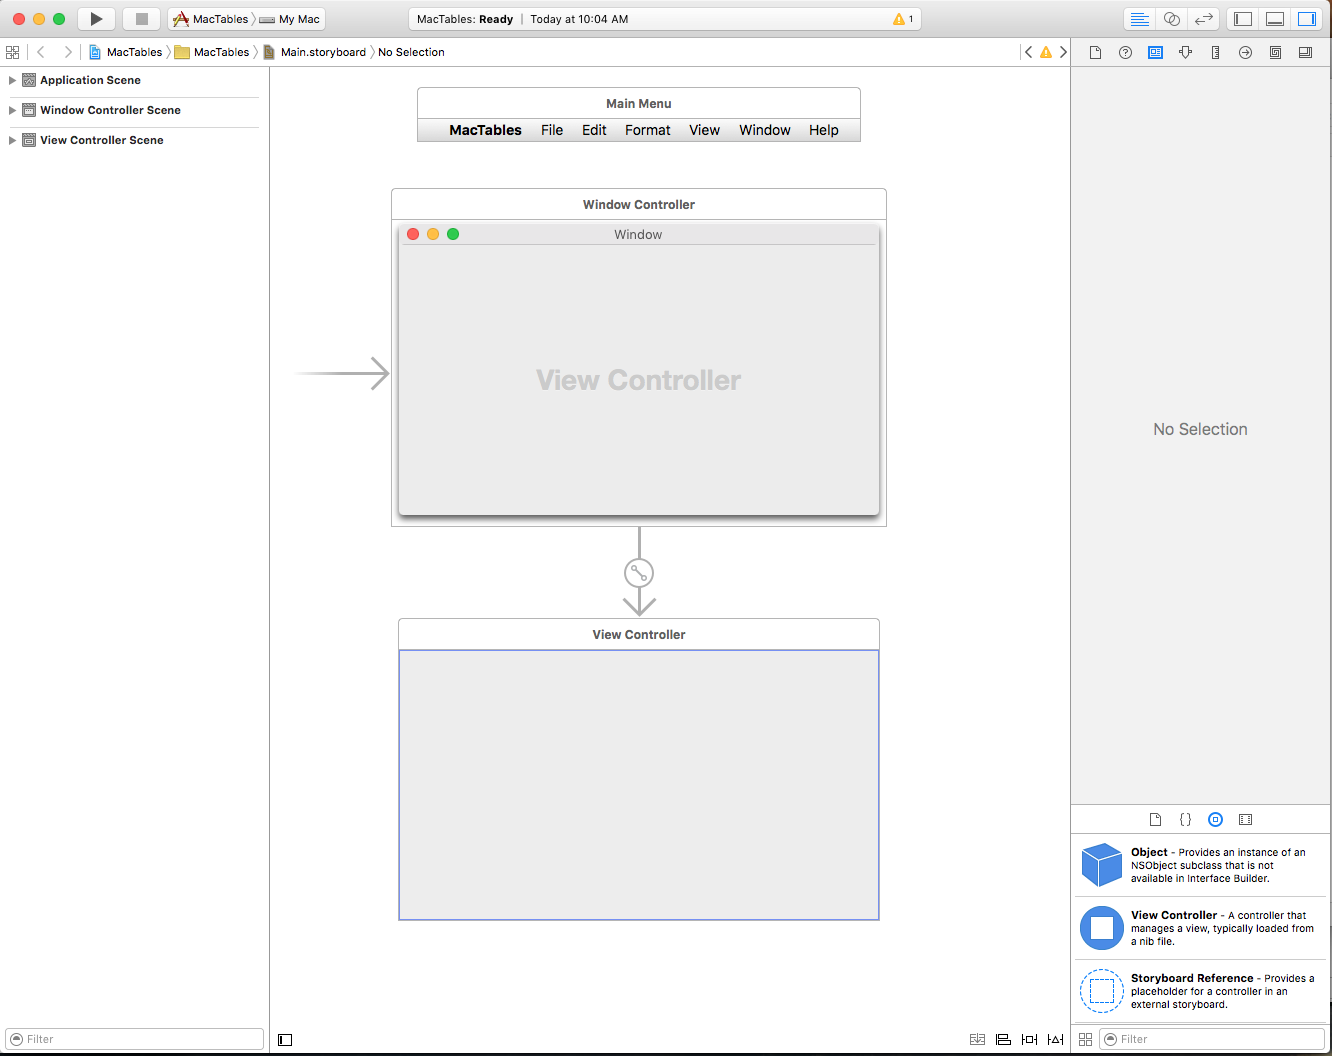 MacTables My Mac
MacTables: Ready | Today at 10:04 AM
1
MacTables MacTables Main.storyboard No Selection
Application Scene
Window Controller Scene
View Controller Scene
Filter
Main Menu
MacTables File Edit Format View Window Help
Window Controller
Window
View Controller
View Controller
No Selection
{}
Object - Provides an instance of an
NSObject subclass that is not
available in Interface Builder.
View Controller - A controller that
manages a view, typically loaded from
a nib file.
Storyboard Reference - Provides a
placeholder for a controller in an
external storyboard.
Filter